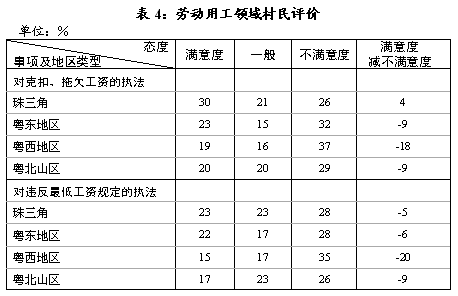 表 4：劳动用工领域村民评价
单位：%
态度
事项及地区类型 满意度 一般 不满意度 满意度减不满意度
对克扣、拖欠工资的执法
珠三角 30 21 26 4
粤东地区 23 15 32 -9
粤西地区 19 16 37 -18
粤北山区 20 20 29 -9
对违反最低工资规定的执法
珠三角 23 23 28 -5
粤东地区 22 17 28 -6
粤西地区 15 17 35 -20
粤北山区 17 23 26 -9